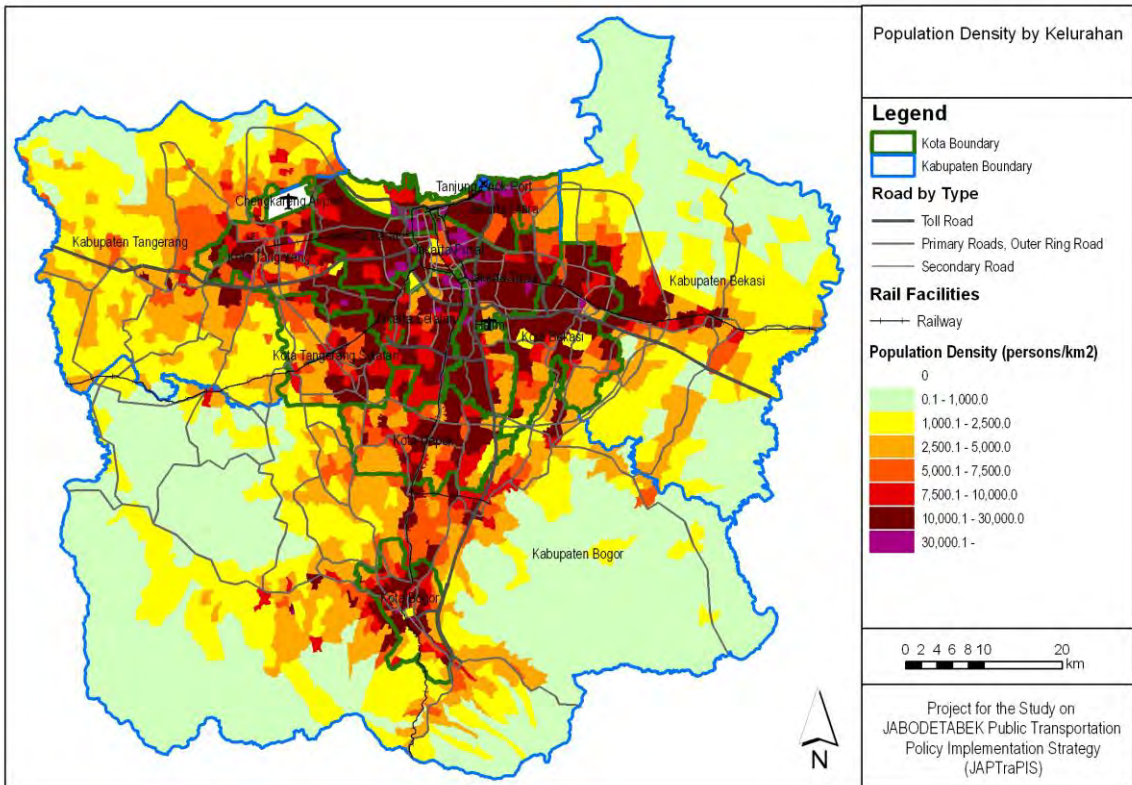 Population Density by Kelurahan
Legend
Kota Boundary
Kabupaten Boundary
Road by Type
Toll Road
Primary Roads, Outer Ring Road
Secondary Road
Rail Facilities
Railway
Population Density (persons/km2)
0
0.1 - 1,000.0
1,000.1 - 2,500.0
2,500.1 - 5,000.0
5,000.1 - 7,500.0
7,500.1 - 10,000.0
10,000.1 - 30,000.0
30,000.1 -
0 2 4 6 8 10 20
km
Project for the Study on
JABODETABEK Public Transportation
Policy Implementation Strategy
(JAPTraPIS)
N
Port
Kabupaten Tangerang
Kota Tangerang
Kabupaten Bekasi
Kota Bekasi
Kota Tangerang Selatan
Kota
Kabupaten Bogor
Kota Bogor